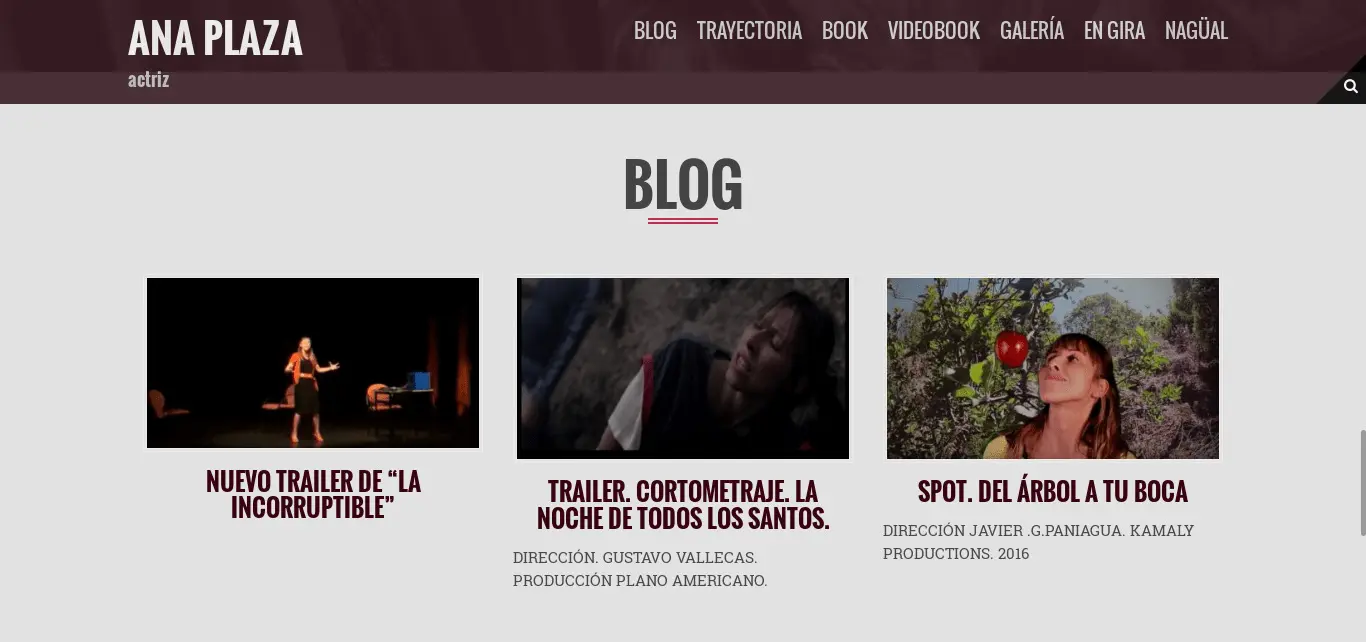 ANA PLAZA
actriz
BLOG TRAYECTORIA BOOK VIDEOBOOK GALERÍA EN GIRA NAGÜAL
BLOG
NUEVO TRAILER DE “LA
INCORRUPTIBLE”
TRAILER. CORTOMETRAJE. LA
NOCHE DE TODOS LOS SANTOS.
DIRECCIÓN. GUSTAVO VALLECAS.
PRODUCCIÓN PLANO AMERICANO.
SPOT. DEL ÁRBOL A TU BOCA
DIRECCIÓN JAVIER .G.PANIAGUA. KAMALY
PRODUCTIONS. 2016